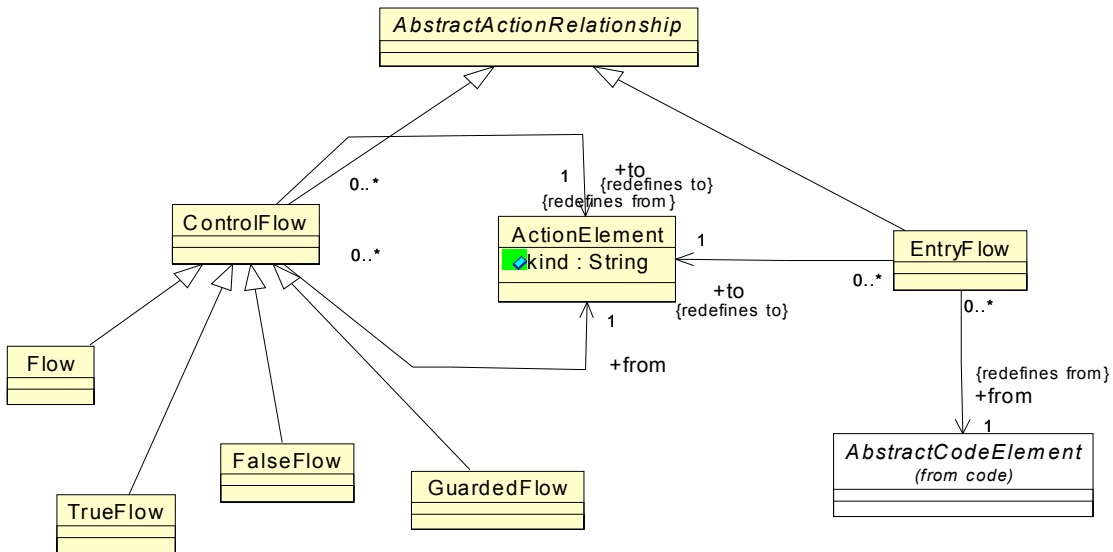 AbstractActionRelationship
0..*
1
+to
{redefines to}
{redefines from}
ControlFlow
0..*
ActionElement
kind : String
1
EntryFlow
0..*
+to
{redefines to}
0..*
1
+from
Flow
{redefines from}
+from
1
AbstractCodeElement
(from code)
FalseFlow
GuardedFlow
TrueFlow